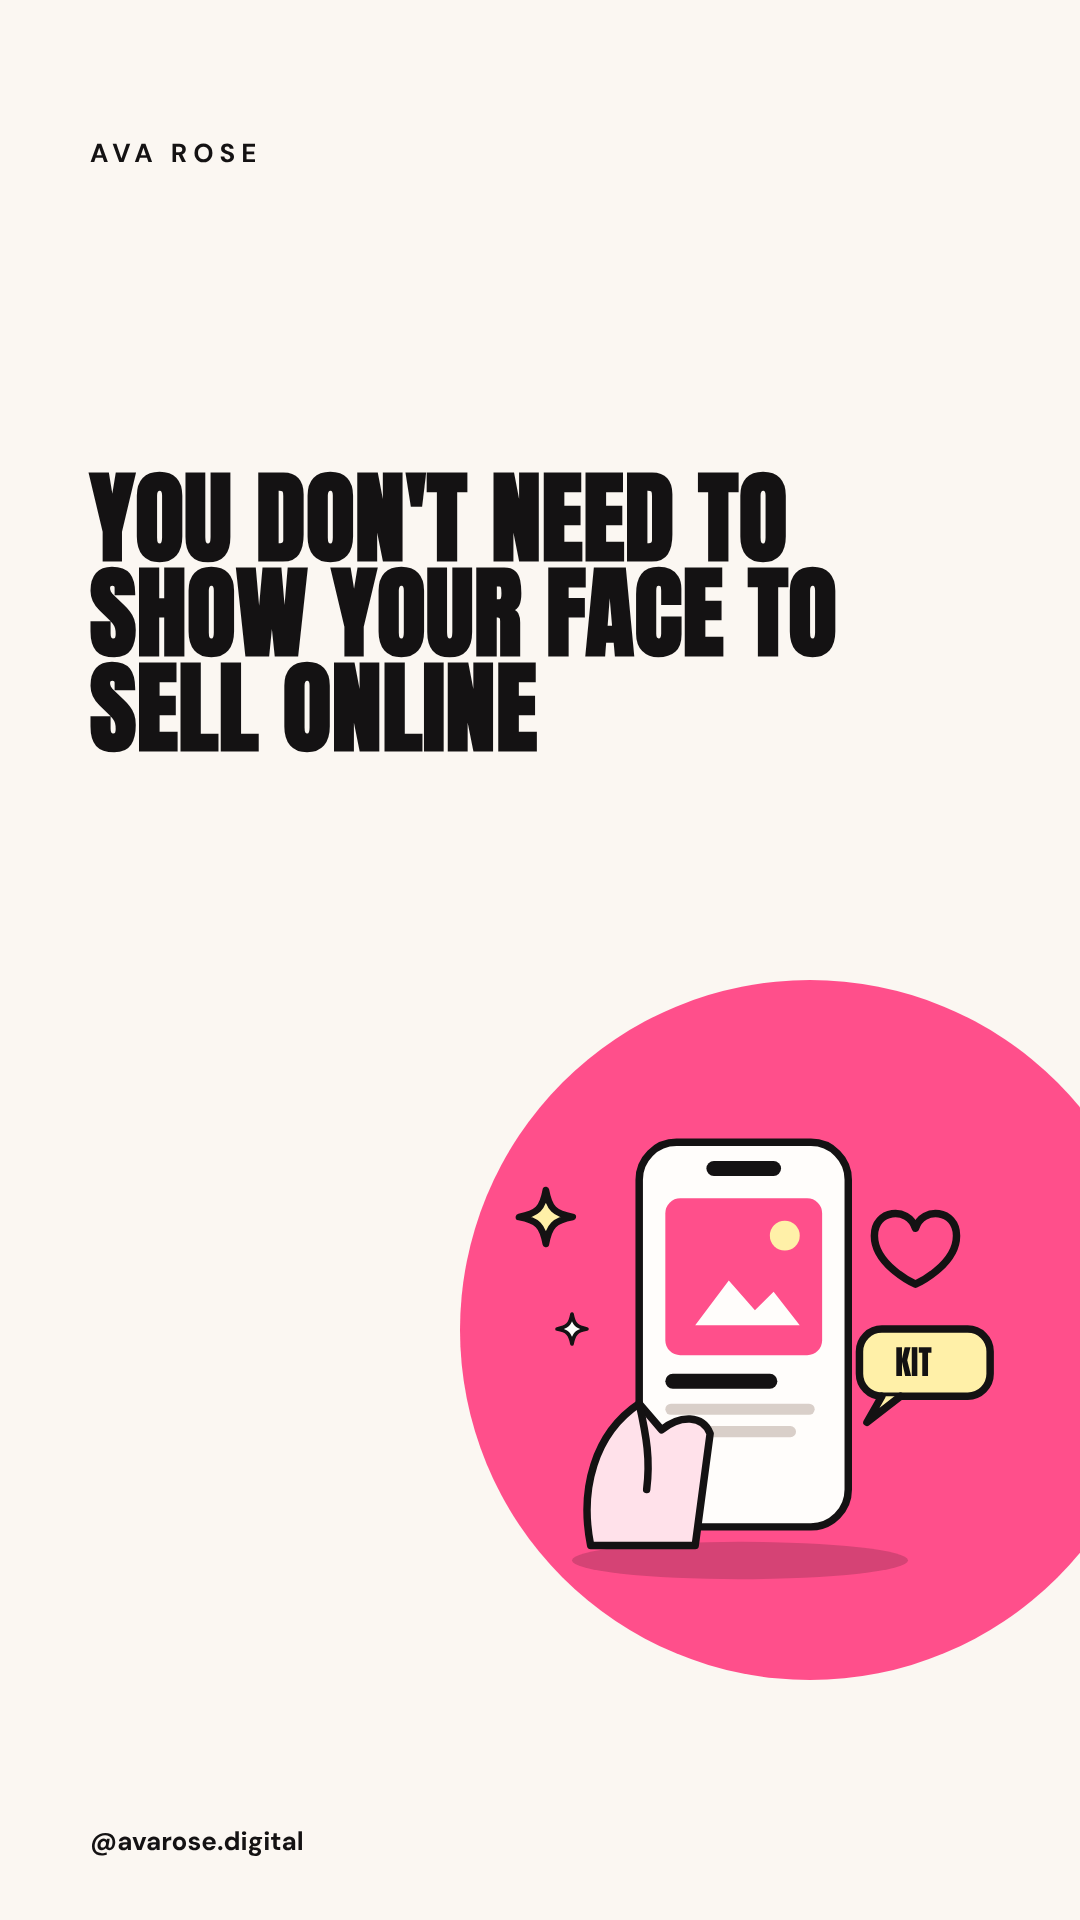 AVA ROSE
YOU DON'T NEED TO
SHOW YOUR FACE TO
SELL ONLINE
KIT
@avarose.digital